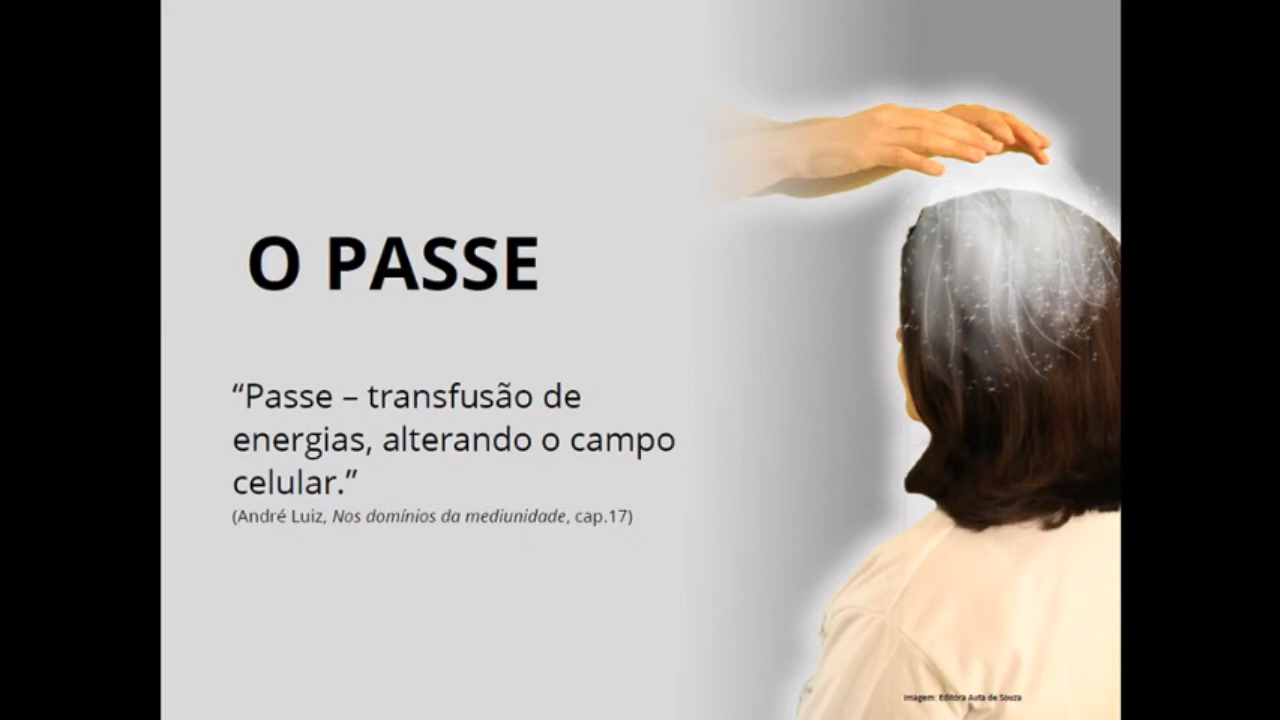 O PASSE
“Passe – transfusão de
energias, alterando o campo
celular.”
(André Luiz, Nos domínios da mediunidade, cap.17)
Imagem: Editora Auta de Souza